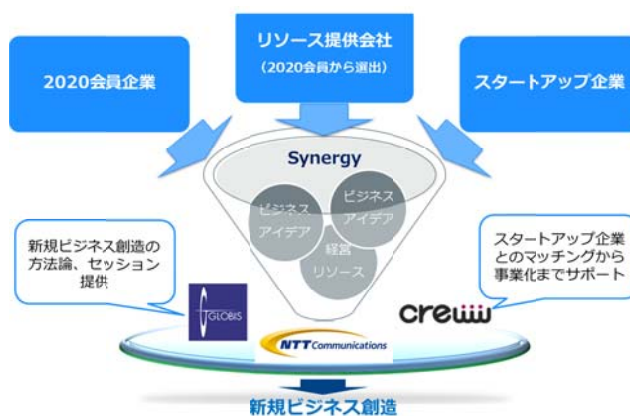 リソース提供会社
(2020会員から選出)
2020会員企業
スタートアップ企業
Synergy
ビジネス
アイデア
ビジネス
アイデア
経営
リソース
新規ビジネス創造の
方法論、セッション
提供
スタートアップ企業
とのマッチングから
事業化までサポート
GLOBIS
creww
NTT Communications
新規ビジネス創造